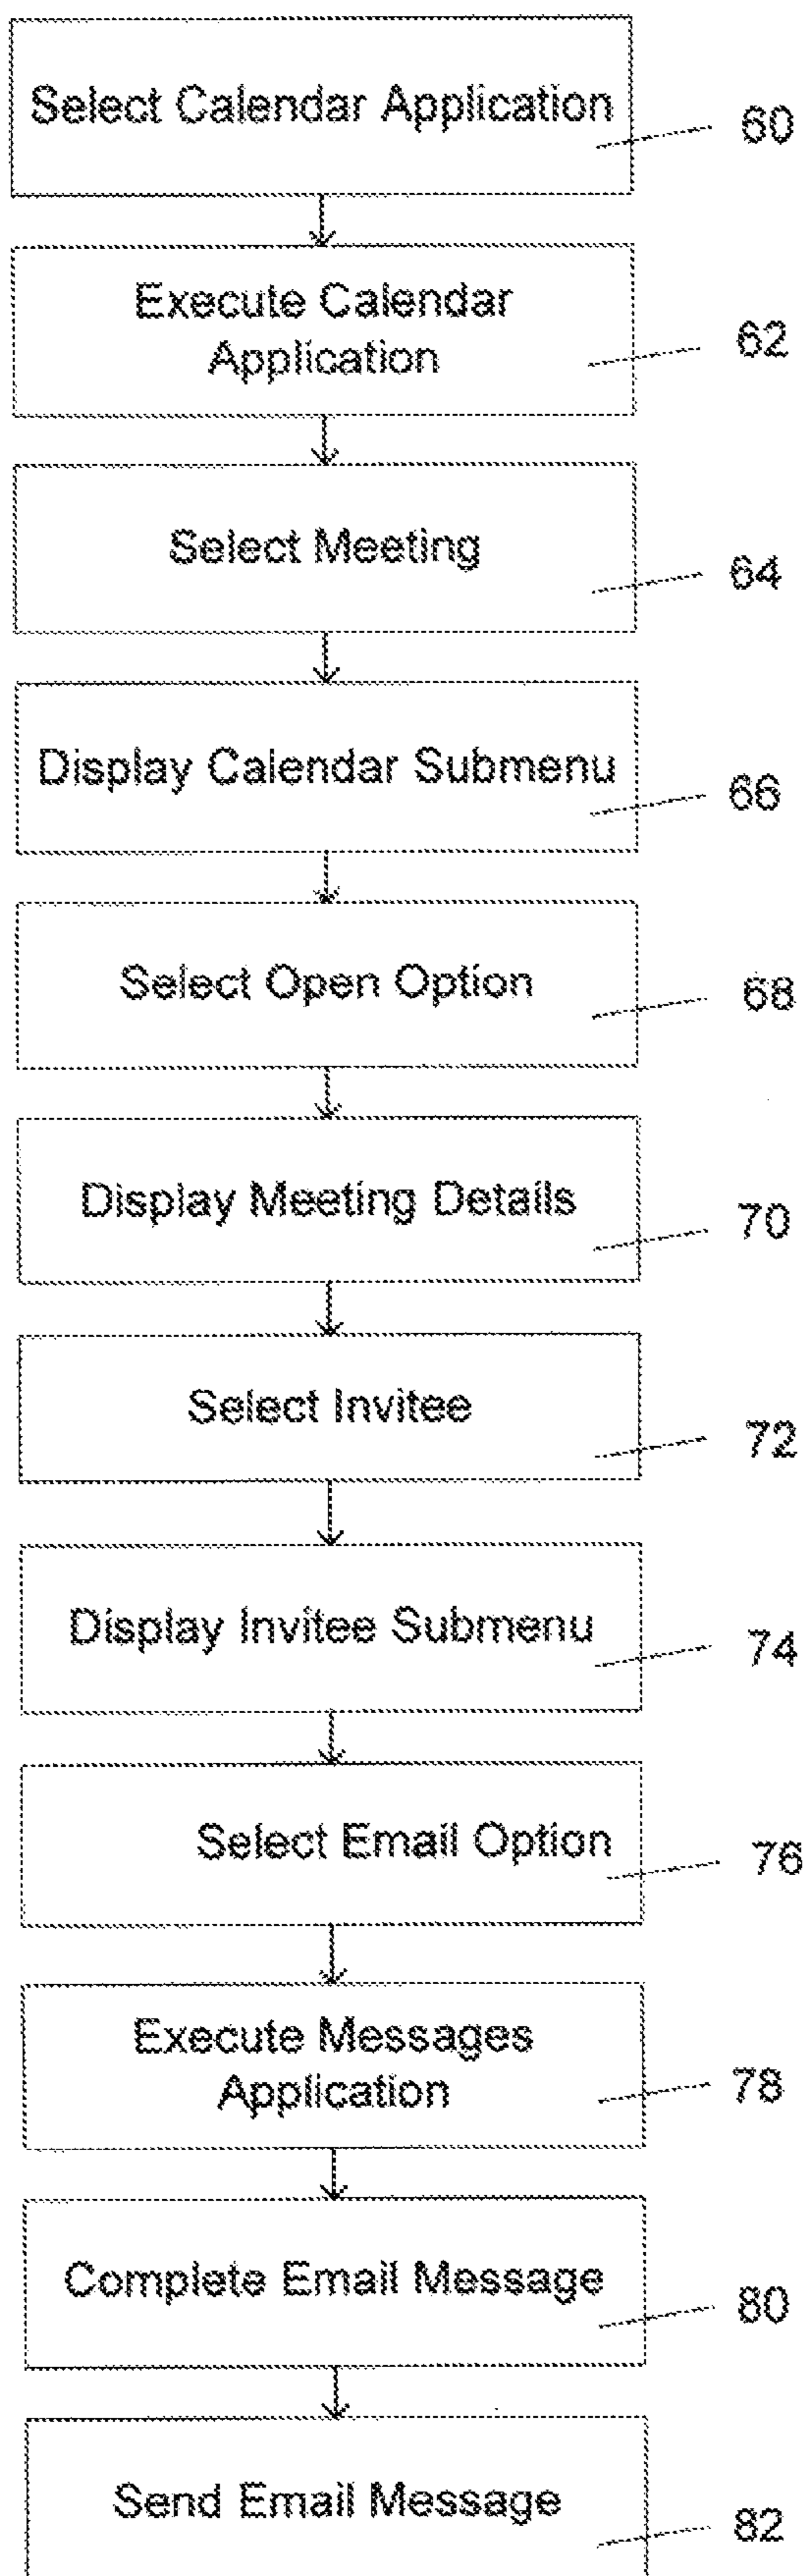 Select Calendar Application
60
Execute Calendar
Application
62
Select Meeting
64
Display Calendar Submenu
66
Select Open Option
68
Display Meeting Details
70
Select Invitee
72
Display Invitee Submenu
74
Select Email Option
76
Execute Messages
Application
78
Complete Email Message
80
Send Email Message
82